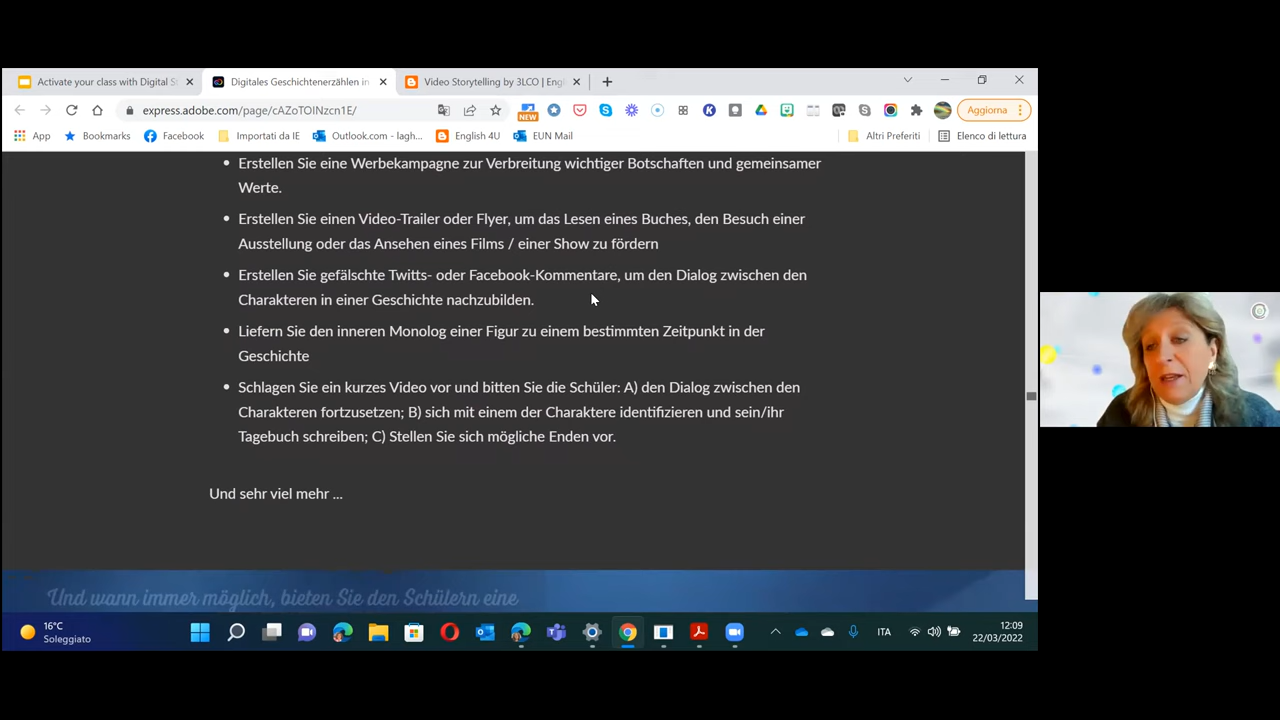 Activate your class with Digital St
Digitales Geschichtenerzählen in
Video Storytelling by 3LCO | Engl
express.adobe.com/page/cAZoTOINzcn1E/
NEW
Aggiorna
App
Bookmarks
Facebook
Importati da IE
Outlook.com - lagh...
English 4U
EUN Mail
Altri Preferiti
Elenco di lettura
• Erstellen Sie eine Werbekampagne zur Verbreitung wichtiger Botschaften und gemeinsamer
Werte.
• Erstellen Sie einen Video-Trailer oder Flyer, um das Lesen eines Buches, den Besuch einer
Ausstellung oder das Ansehen eines Films / einer Show zu fördern
• Erstellen Sie gefälschte Twitts- oder Facebook-Kommentare, um den Dialog zwischen den
Charakteren in einer Geschichte nachzubilden.
• Liefern Sie den inneren Monolog einer Figur zu einem bestimmten Zeitpunkt in der
Geschichte
• Schlagen Sie ein kurzes Video vor und bitten Sie die Schüler: A) den Dialog zwischen den
Charakteren fortzusetzen; B) sich mit einem der Charaktere identifizieren und sein/ihr
Tagebuch schreiben; C) Stellen Sie sich mögliche Enden vor.
Und sehr viel mehr ...
Und wann immer möglich, bieten Sie den Schülern eine
16°C
Soleggiato
ITA
12:09
22/03/2022